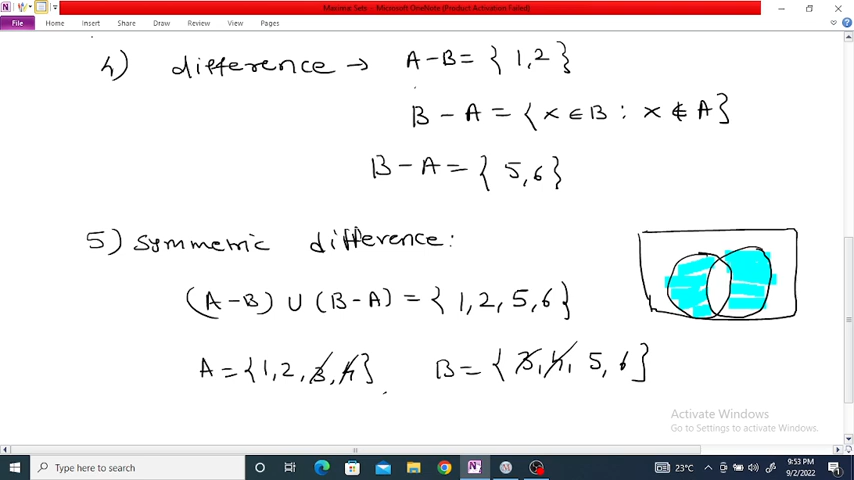 Maxime Sets - Microsoft OneNote (Product Activation Failed)
File Home Insert Share Draw Review View Pages
4) difference → A-B = { 1,2 }
B - A = { x ∈ B : x ∉ A }
B - A = { 5,6 }
5) symmetric difference:
(A-B) ∪ (B-A) = { 1,2,5,6 }
A = {1,2,3,4} B = { 3,4, 5,6 }
Activate Windows
Go to Settings to activate Windows.
Type here to search
23°C
9:53 PM
9/2/2022